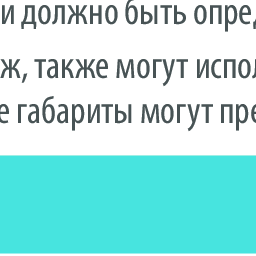 и должно быть опред
ж, также могут испол
е габариты могут пре